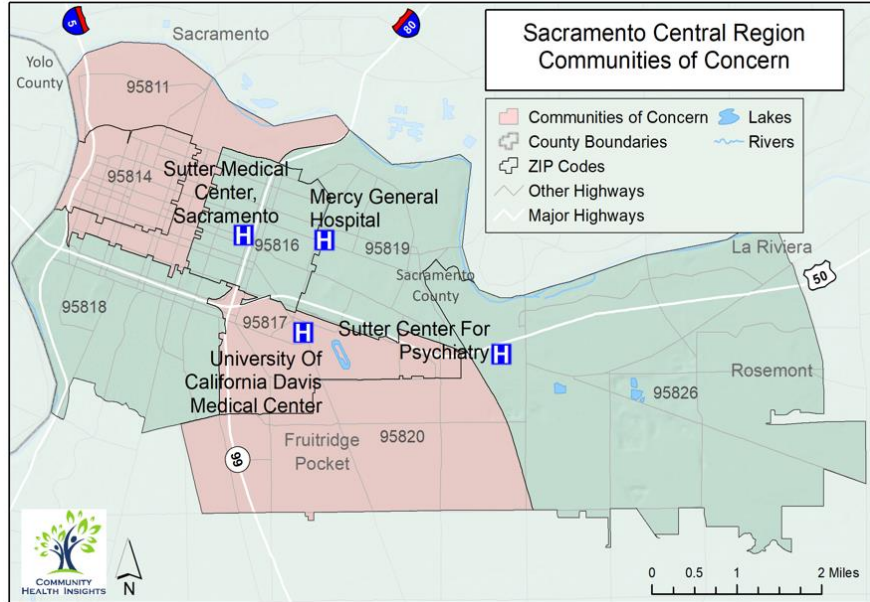 Sacramento Central Region
Communities of Concern
Communities of Concern
County Boundaries
ZIP Codes
Other Highways
Major Highways
Lakes
Rivers
5
80
Sacramento
Yolo
County
95811
95814
Sutter Medical
Center,
Sacramento
H
95816
Mercy General
Hospital
H
95819
Sacramento
County
La Riviera
50
95818
95817
H
University Of
California Davis
Medical Center
Sutter Center For
Psychiatry
H
Rosemont
95826
95820
Fruitridge
Pocket
99
COMMUNITY
HEALTH INSIGHTS
N
0 0.5 1 2 Miles